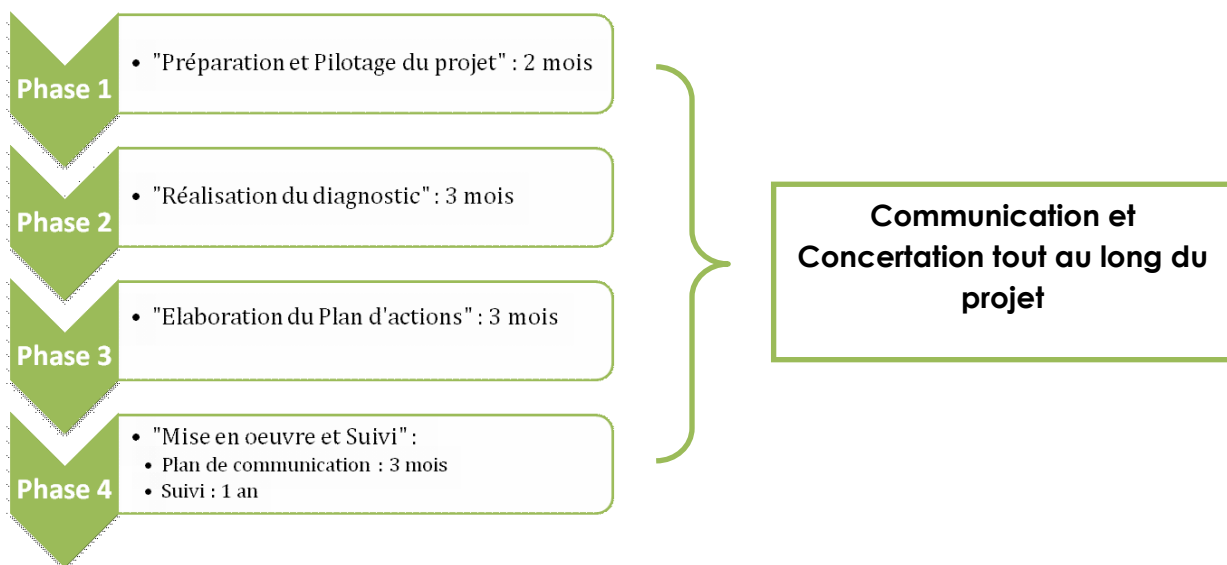 Phase 1
• "Préparation et Pilotage du projet" : 2 mois
Phase 2
• "Réalisation du diagnostic" : 3 mois
Phase 3
• "Elaboration du Plan d'actions" : 3 mois
Phase 4
• "Mise en oeuvre et Suivi" :
• Plan de communication : 3 mois
• Suivi : 1 an
Communication et
Concertation tout au long du
projet